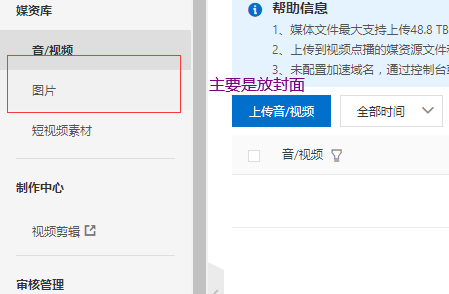 媒资库
音/视频
图片
短视频素材
制作中心
视频剪辑
审核管理
帮助信息
1、媒体文件最大支持上传48.8 TB
2、上传到视频点播的媒资源文件
3、未配置加速域名，通过控制台
主要是放封面
上传音/视频
全部时间
音/视频